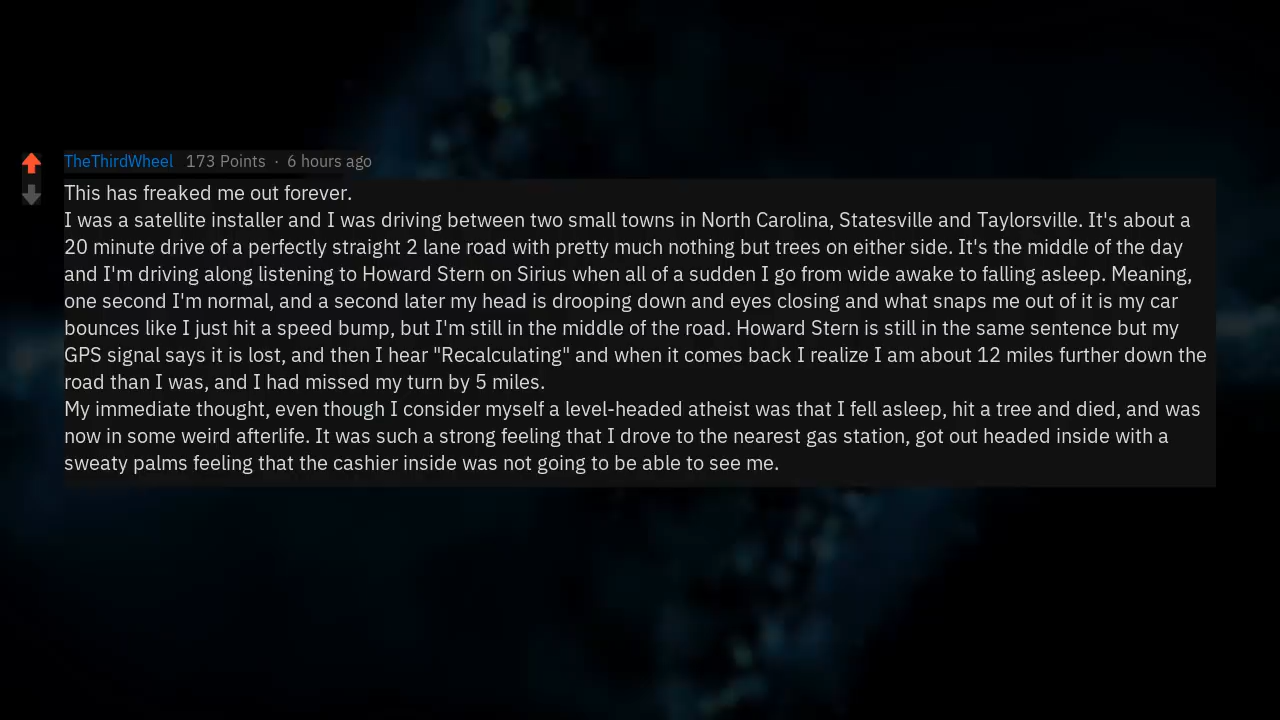 TheThirdWheel 173 Points · 6 hours ago
This has freaked me out forever.
I was a satellite installer and I was driving between two small towns in North Carolina, Statesville and Taylorsville. It's about a
20 minute drive of a perfectly straight 2 lane road with pretty much nothing but trees on either side. It's the middle of the day
and I'm driving along listening to Howard Stern on Sirius when all of a sudden I go from wide awake to falling asleep. Meaning,
one second I'm normal, and a second later my head is drooping down and eyes closing and what snaps me out of it is my car
bounces like I just hit a speed bump, but I'm still in the middle of the road. Howard Stern is still in the same sentence but my
GPS signal says it is lost, and then I hear "Recalculating" and when it comes back I realize I am about 12 miles further down the
road than I was, and I had missed my turn by 5 miles.
My immediate thought, even though I consider myself a level-headed atheist was that I fell asleep, hit a tree and died, and was
now in some weird afterlife. It was such a strong feeling that I drove to the nearest gas station, got out headed inside with a
sweaty palms feeling that the cashier inside was not going to be able to see me.